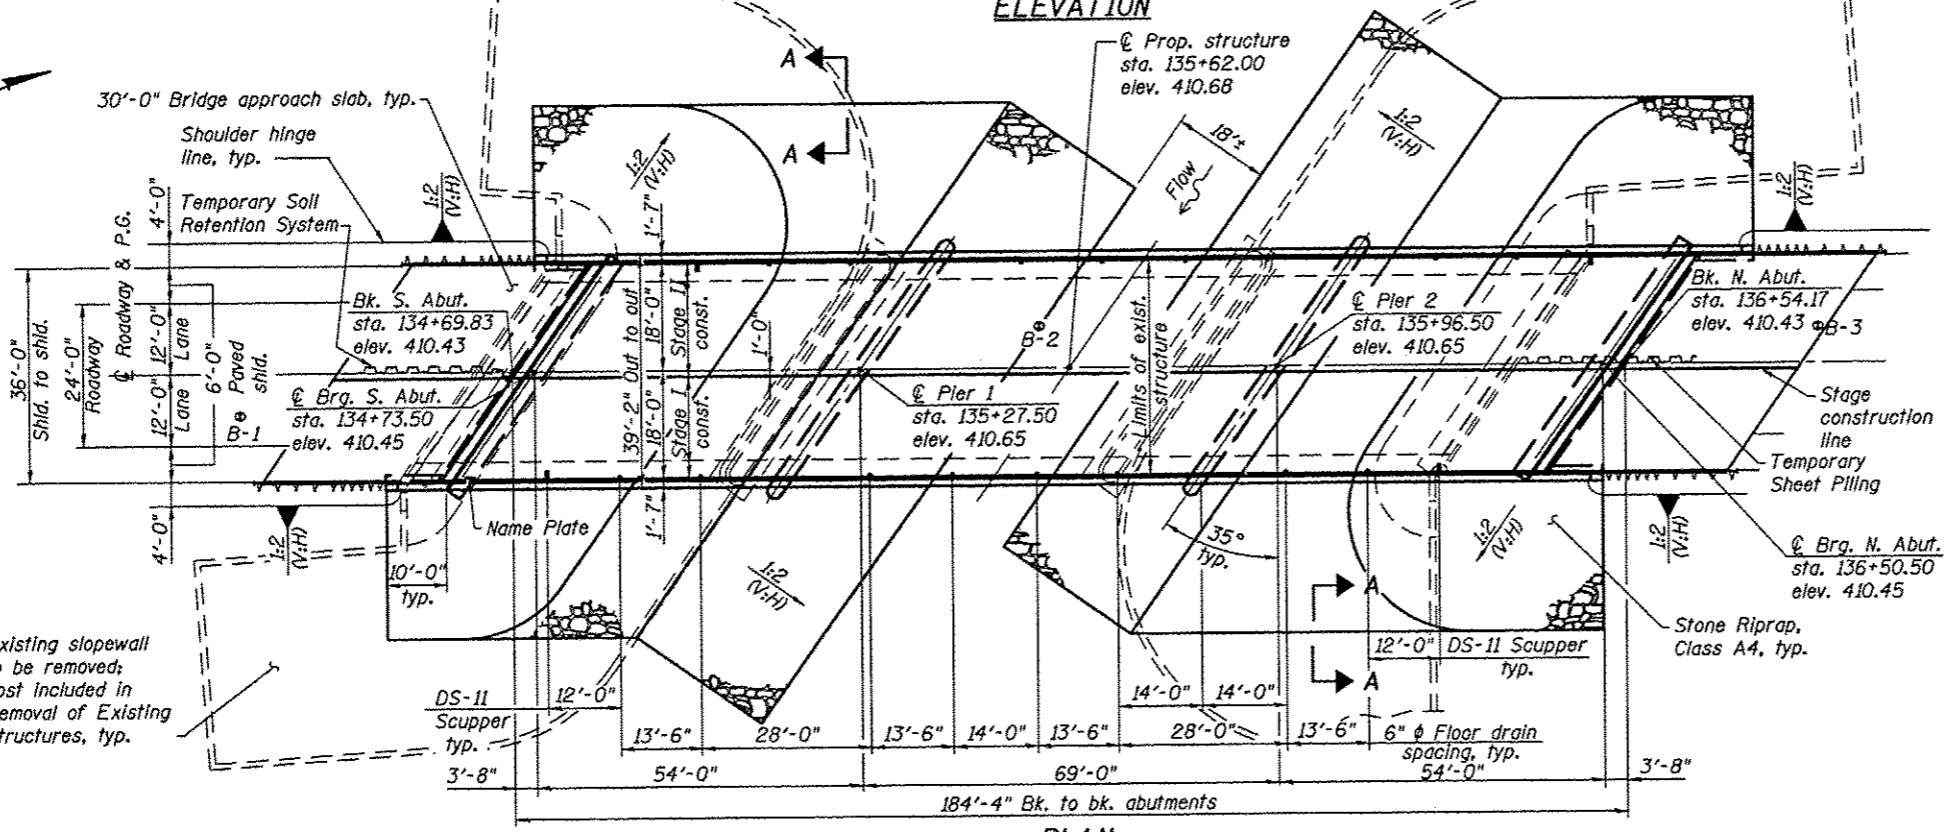 ELEVATION
℄ Prop. structure
sta. 135+62.00
elev. 410.68
30'-0" Bridge approach slab, typ.
Shoulder hinge
line, typ.
Temporary Soil
Retention System
A
A
1:2
(V:H)
1:2
(V:H)
1:2
(V:H)
1:2
(V:H)
18'±
Flow
4'-0"
36'-0"
Shld. to shld.
24'-0"
Roadway
℄ Roadway & P.G.
12'-0"
Lane
12'-0"
Lane
6'-0"
Paved
shld.
4'-0"
B-1
Bk. S. Abut.
sta. 134+69.83
elev. 410.43
℄ Brg. S. Abut.
sta. 134+73.50
elev. 410.45
1'-7"
39'-2" Out to out
18'-0"
18'-0"
Stage II
const.
Stage I
const.
1'-7"
1'-0"
℄ Pier 1
sta. 135+27.50
elev. 410.65
B-2
Limits of exist.
structure
℄ Pier 2
sta. 135+96.50
elev. 410.65
Bk. N. Abut.
sta. 136+54.17
elev. 410.43
B-3
Stage
construction
line
Temporary
Sheet Piling
℄ Brg. N. Abut.
sta. 136+50.50
elev. 410.45
Name Plate
1:2
(V:H)
10'-0"
typ.
1:2
(V:H)
35°
typ.
1:2
(V:H)
1:2
(V:H)
A
A
Stone Riprap,
Class A4, typ.
xisting slopewall
o be removed;
ost included in
emoval of Existing
tructures, typ.
DS-11
Scupper
typ.
12'-0"
12'-0" DS-11 Scupper
typ.
14'-0" 14'-0"
13'-6" 28'-0" 13'-6" 14'-0" 13'-6" 28'-0" 13'-6" 6" ϕ Floor drain
spacing, typ.
3'-8" 54'-0" 69'-0" 54'-0" 3'-8"
184'-4" Bk. to bk. abutments
PLAN